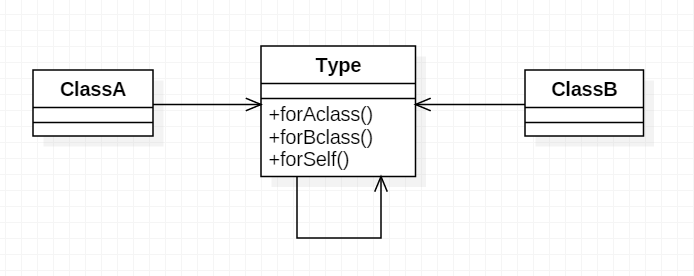 ClassA
Type
ClassB
+forAclass()
+forBclass()
+forSelf()